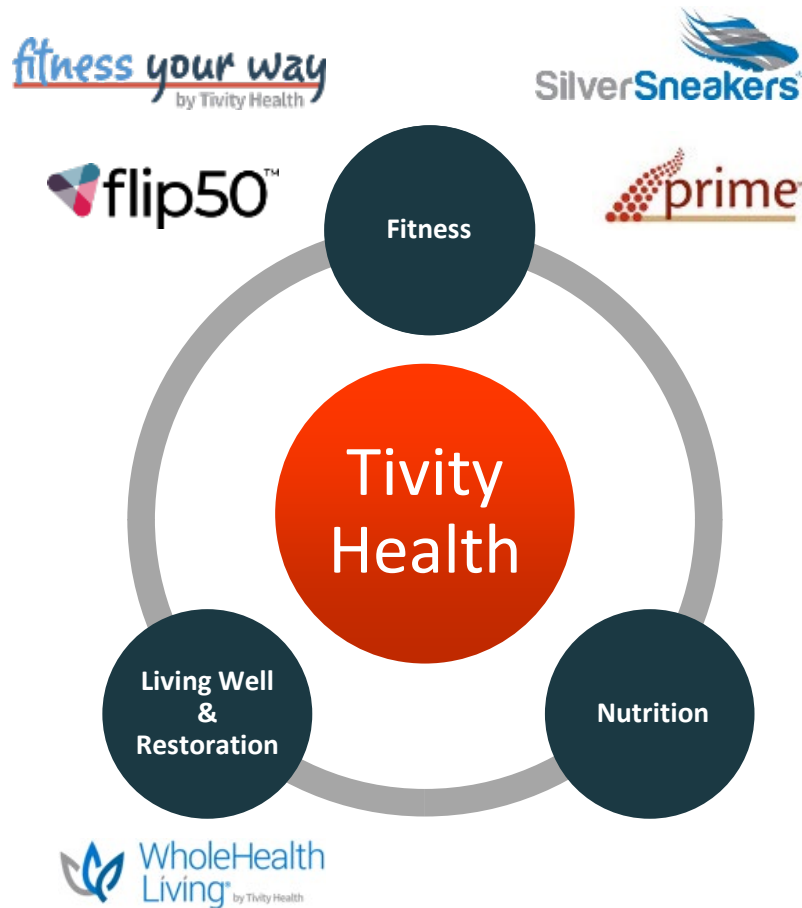 fitness your way
by Tivity Health
SilverSneakers
flip50™
prime
Fitness
Tivity
Health
Living Well
&
Restoration
Nutrition
WholeHealth
Living® by Tivity Health